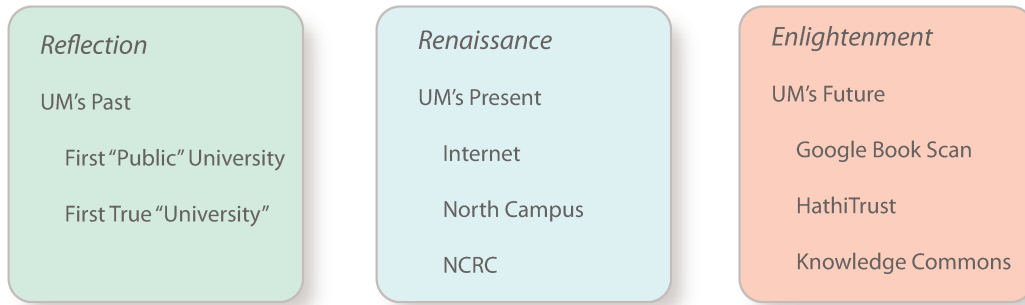 Reflection
UM's Past
First “Public” University
First True “University”
Renaissance
UM's Present
Internet
North Campus
NCRC
Enlightenment
UM's Future
Google Book Scan
HathiTrust
Knowledge Commons